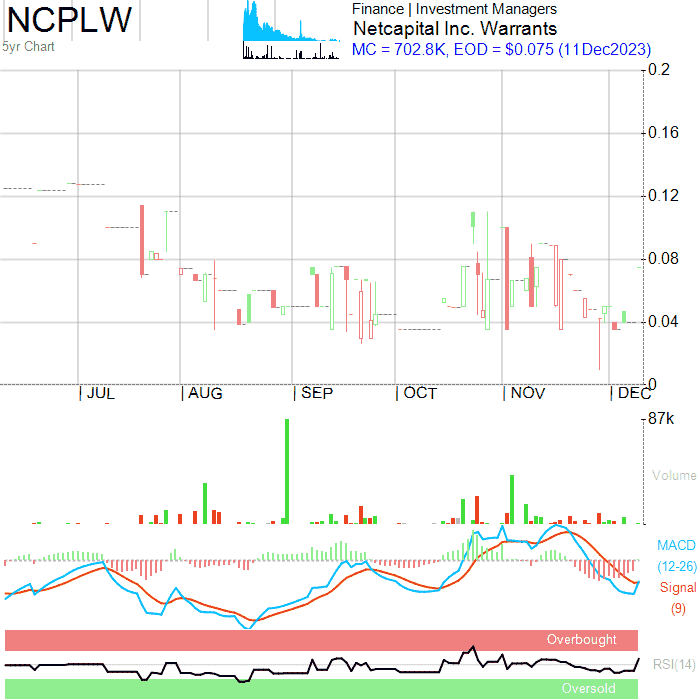 NCPLW
5yr Chart
Finance | Investment Managers
Netcapital Inc. Warrants
MC = 702.8K, EOD = $0.075 (11Dec2023)
0.2
0.16
0.12
0.08
0.04
0
| JUL | AUG | SEP | OCT | NOV | DEC
87k
Volume
MACD
(12-26)
Signal
(9)
Overbought
RSI(14)
Oversold